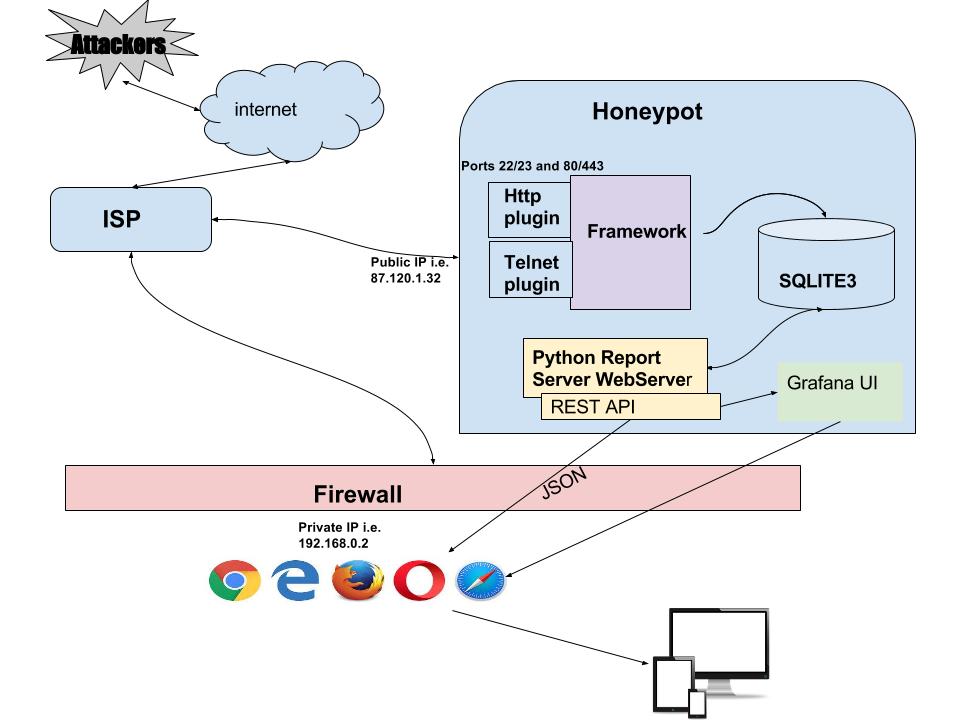 Attackers
internet
Honeypot
Ports 22/23 and 80/443
Http
plugin
Framework
ISP
Telnet
plugin
Public IP i.e.
87.120.1.32
SQLITE3
Python Report
Server WebServer
REST API
Grafana UI
JSON
Firewall
Private IP i.e.
192.168.0.2